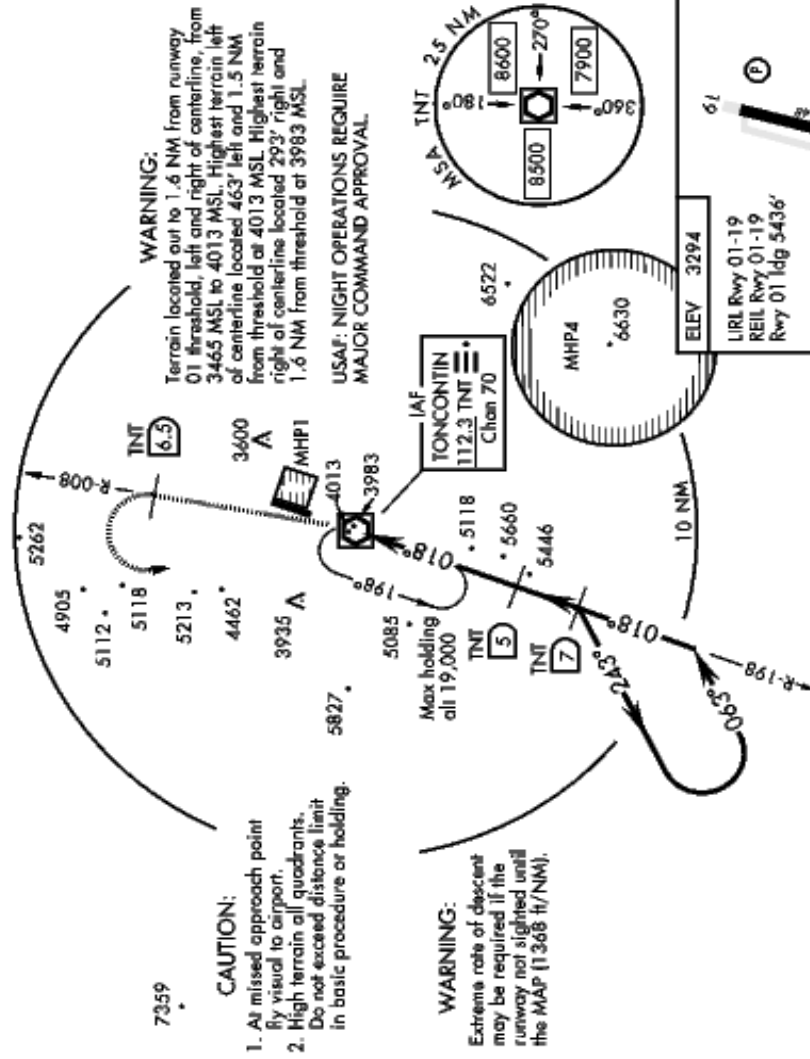 WARNING:
Terrain located out to 1.6 NM from runway
01 threshold, left and right of centerline, from
3465 MSL to 4013 MSL. Highest terrain left
of centerline located 463' left and 1.5 NM
from threshold at 4013 MSL. Highest terrain
right of centerline located 293' right and
1.6 NM from threshold at 3983 MSL.
USAF: NIGHT OPERATIONS REQUIRE
MAJOR COMMAND APPROVAL.
MSA TNT 25 NM
180°
8600
270°
8500
7900
360°
5262
R-008
TNT
6.5
4905
5112
5118
5213
4462
3600
MHP1
3935
4013
3983
IAF
TONCONTIN
112.3 TNT
Chan 70
6522
MHP4
6630
5827
5085
Max holding
alt 19,000
198°
018°
5118
5660
5446
TNT
5
TNT
7
018°
243°
063°
R-198
10 NM
7359
CAUTION:
1. At missed approach point
fly visual to airport.
2. High terrain all quadrants.
Do not exceed distance limit
in basic procedure or holding.
WARNING:
Extreme rate of descent
may be required if the
runway not sighted until
the MAP (1368 ft/NM).
ELEV 3294
LIRL Rwy 01-19
REIL Rwy 01-19
Rwy 01 ldg 5436'
19
P